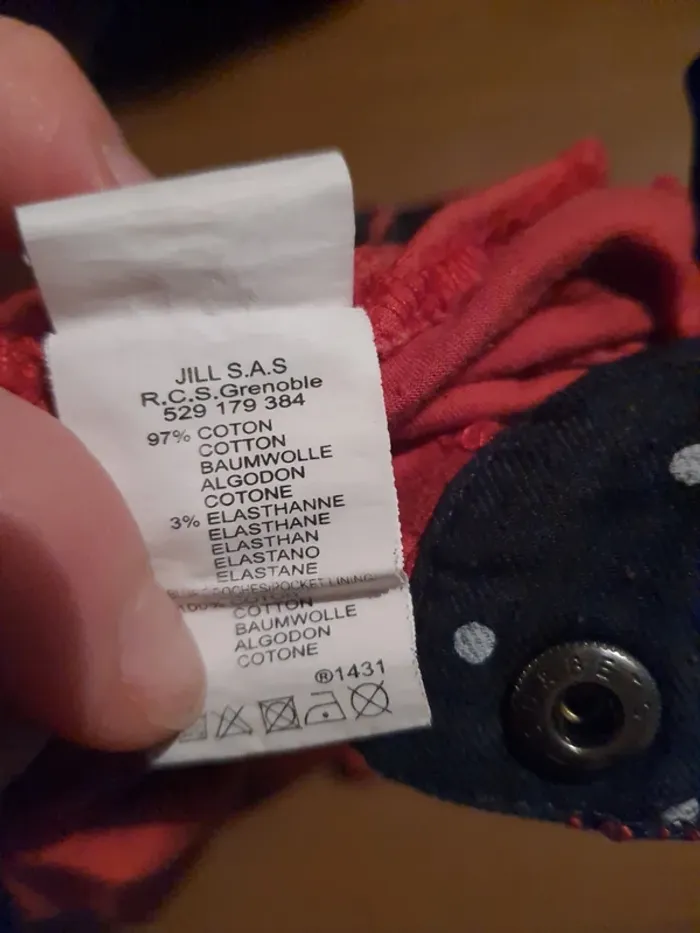 JILL S.A.S
R.C.S.Grenoble
529 179 384
97% COTON
COTTON
BAUMWOLLE
ALGODON
COTONE
3% ELASTHANNE
ELASTHANE
ELASTHAN
ELASTANO
ELASTANE
POCHES/POCKET LINING
100%
COTTON
BAUMWOLLE
ALGODON
COTONE
®1431